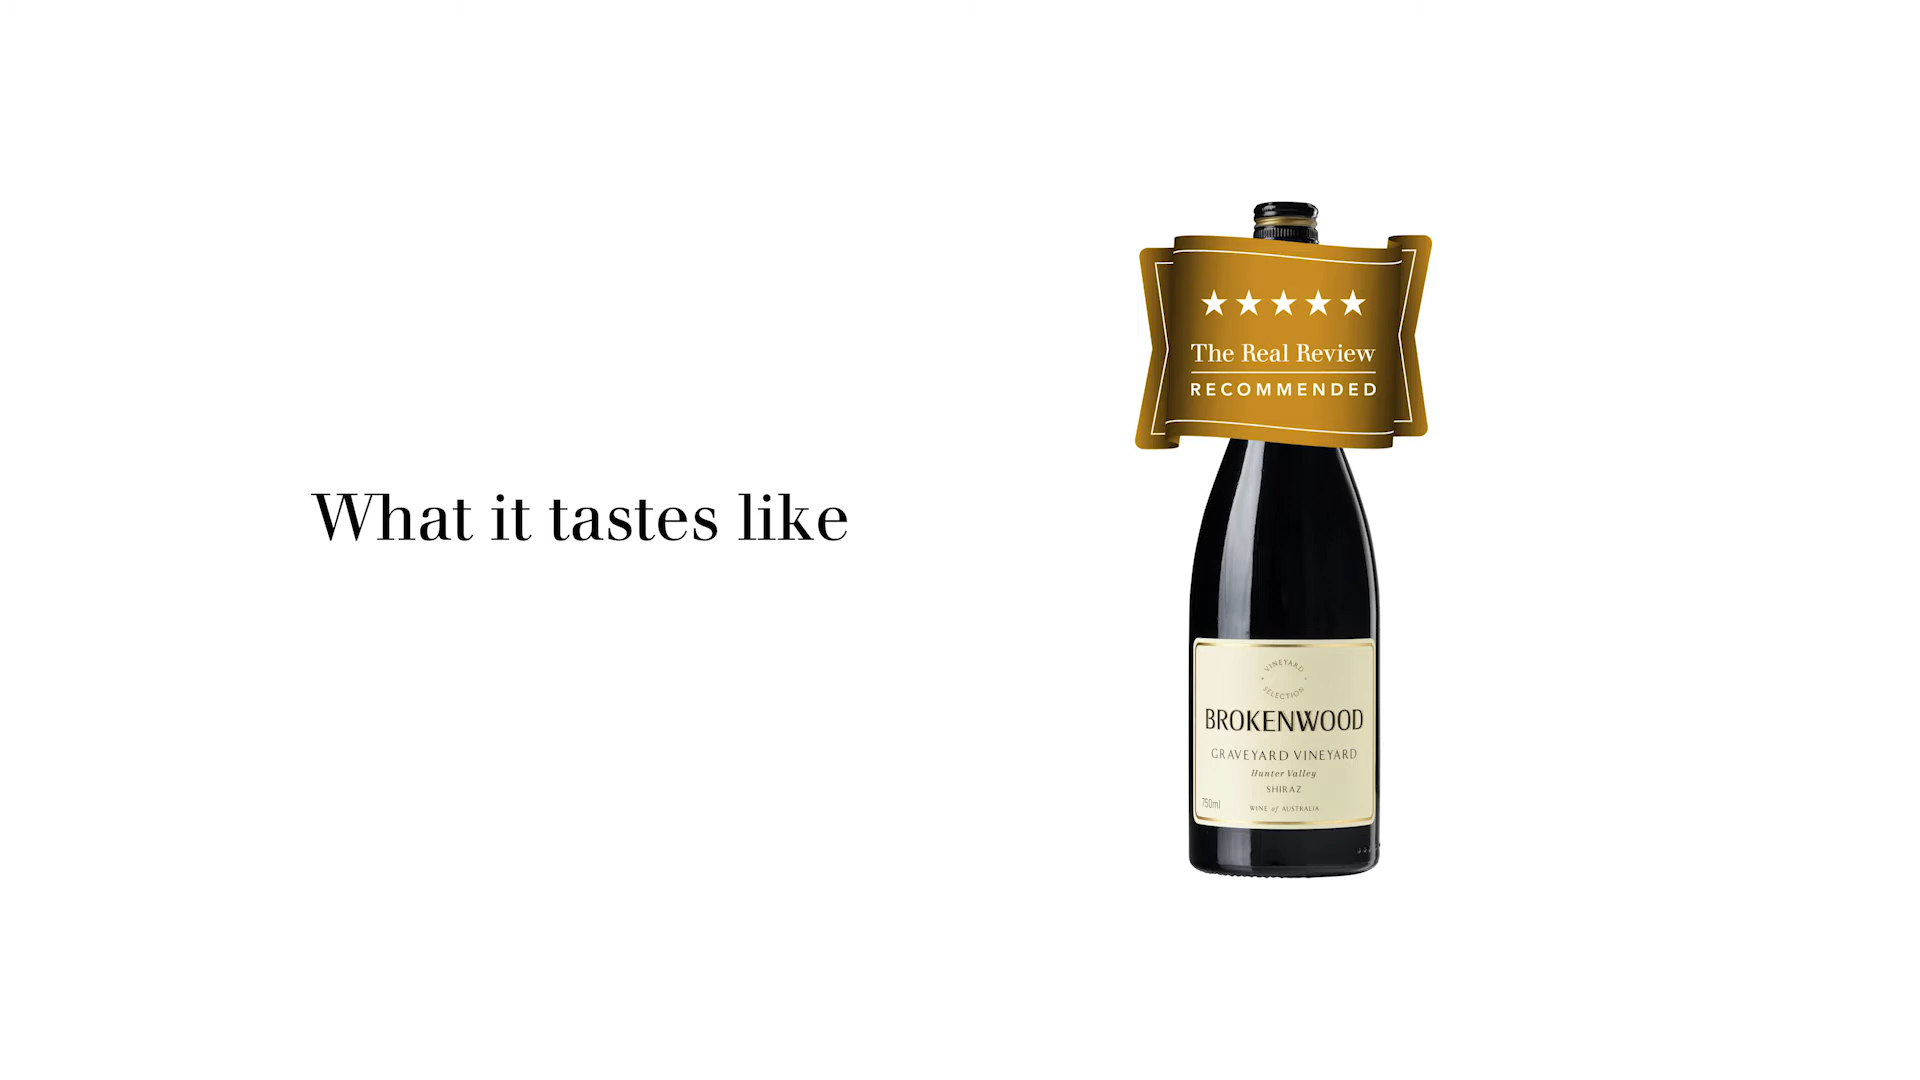 What it tastes like
The Real Review
RECOMMENDED
VINEYARD
SELECTION
BROKENWOOD
GRAVEYARD VINEYARD
Hunter Valley
SHIRAZ
750ml
WINE of AUSTRALIA